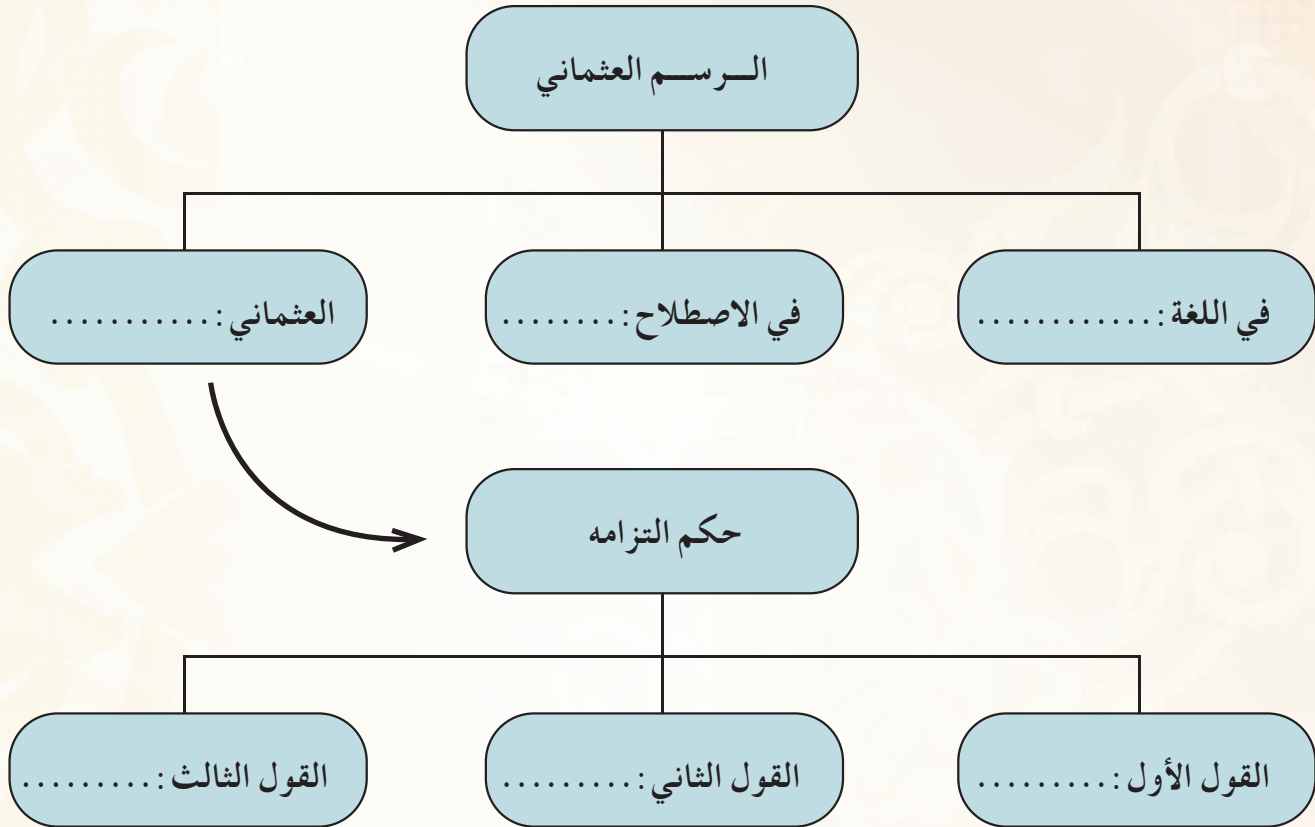 الرسم العثماني
في اللغة: ............
في الاصطلاح: .........
العثماني: ...........
حكم التزامه
القول الأول: .........
القول الثاني: .........
القول الثالث: .........